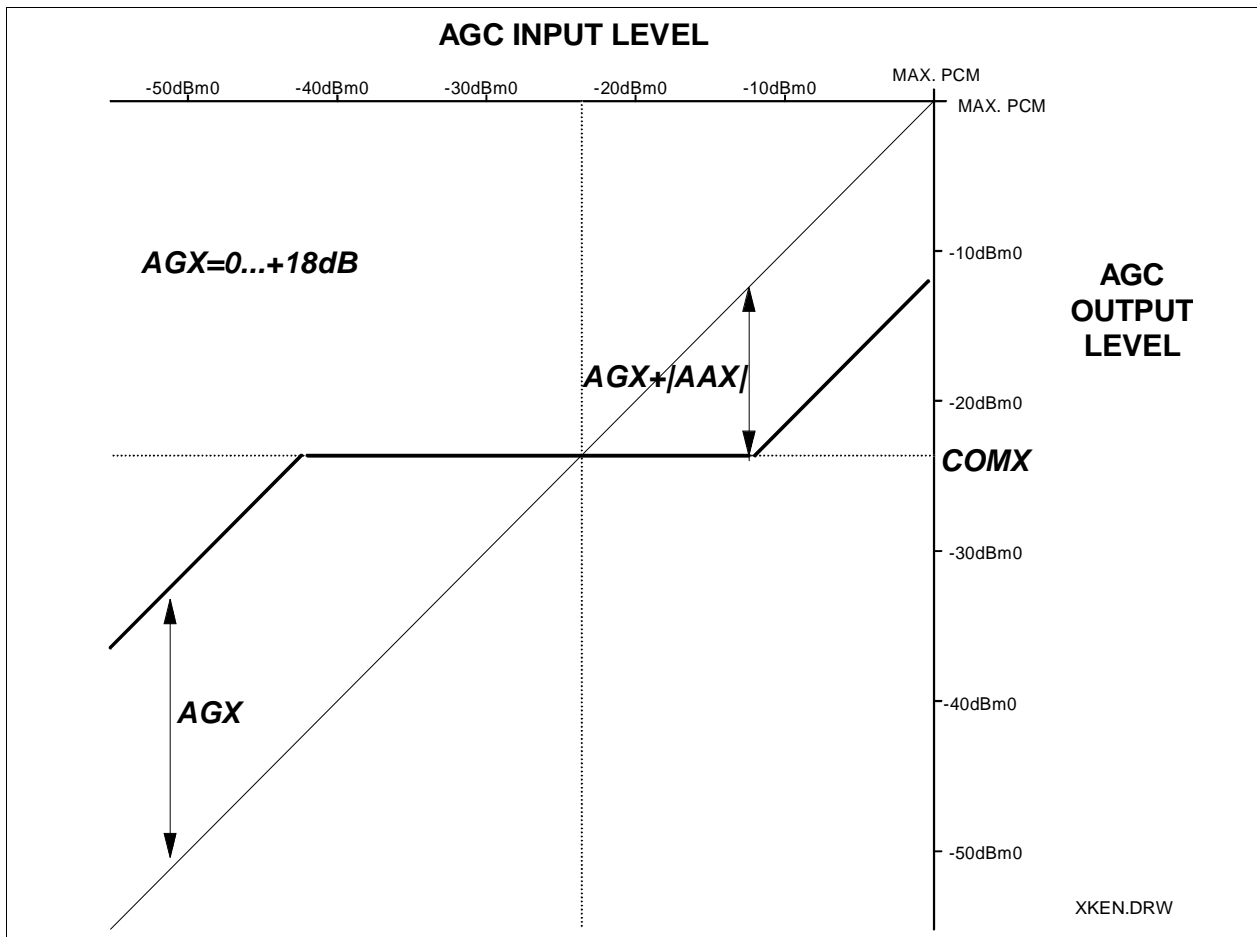 AGC INPUT LEVEL
MAX. PCM
-50dBm0 -40dBm0 -30dBm0 -20dBm0 -10dBm0
MAX. PCM
AGX=0...+18dB
-10dBm0
AGC
OUTPUT
LEVEL
AGX+|AAX|
-20dBm0
COMX
-30dBm0
AGX
-40dBm0
-50dBm0
XKEN.DRW